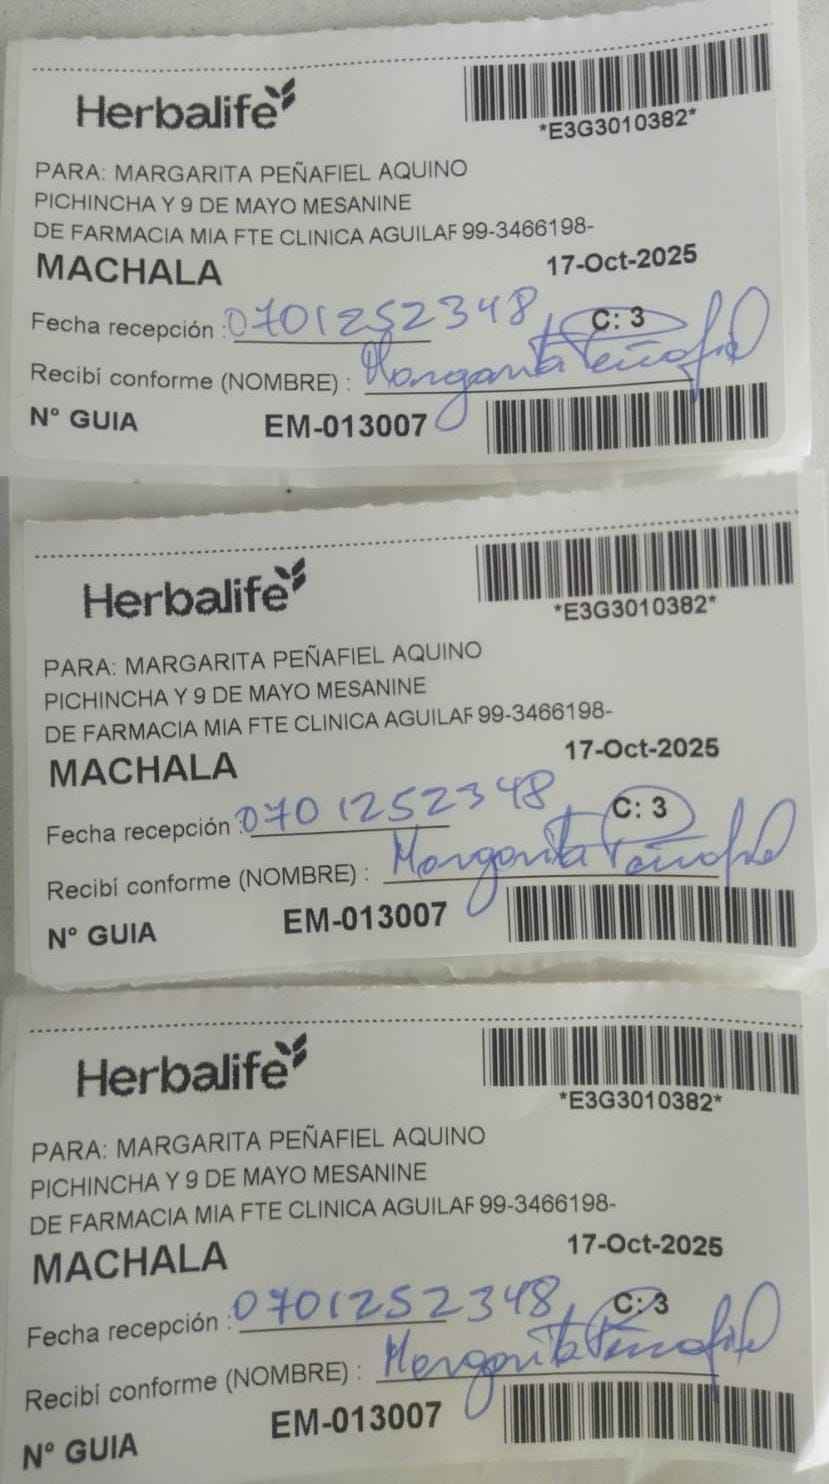 Herbalife
*E3G3010382*
PARA: MARGARITA PEÑAFIEL AQUINO
PICHINCHA Y 9 DE MAYO MESANINE
DE FARMACIA MIA FTE CLINICA AGUILAR 99-3466198-
MACHALA 17-Oct-2025
Fecha recepción : 0701252348 C: 3
Recibí conforme (NOMBRE) : Margarita Peñafiel
N° GUIA EM-013007
Herbalife
*E3G3010382*
PARA: MARGARITA PEÑAFIEL AQUINO
PICHINCHA Y 9 DE MAYO MESANINE
DE FARMACIA MIA FTE CLINICA AGUILAR 99-3466198-
MACHALA 17-Oct-2025
Fecha recepción : 0701252348 C: 3
Recibí conforme (NOMBRE) : Margarita Peñafiel
N° GUIA EM-013007
Herbalife
*E3G3010382*
PARA: MARGARITA PEÑAFIEL AQUINO
PICHINCHA Y 9 DE MAYO MESANINE
DE FARMACIA MIA FTE CLINICA AGUILAR 99-3466198-
MACHALA 17-Oct-2025
Fecha recepción : 0701252348 C: 3
Recibí conforme (NOMBRE) : Margarita Peñafiel
N° GUIA EM-013007